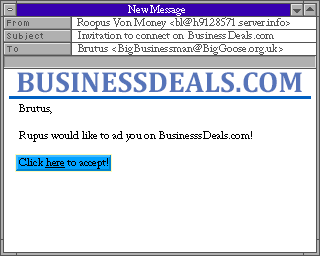 New Message
From Roopus Von Money <bl@h9128571 server.info>
Subject Invitation to connect on Business Deals.com
To Brutus <BigBusinessman@BigGoose.org.uk>
BUSINESSDEALS.COM
Brutus,
Rupus would like to ad you on BusinesssDeals.com!
Click here to accept!